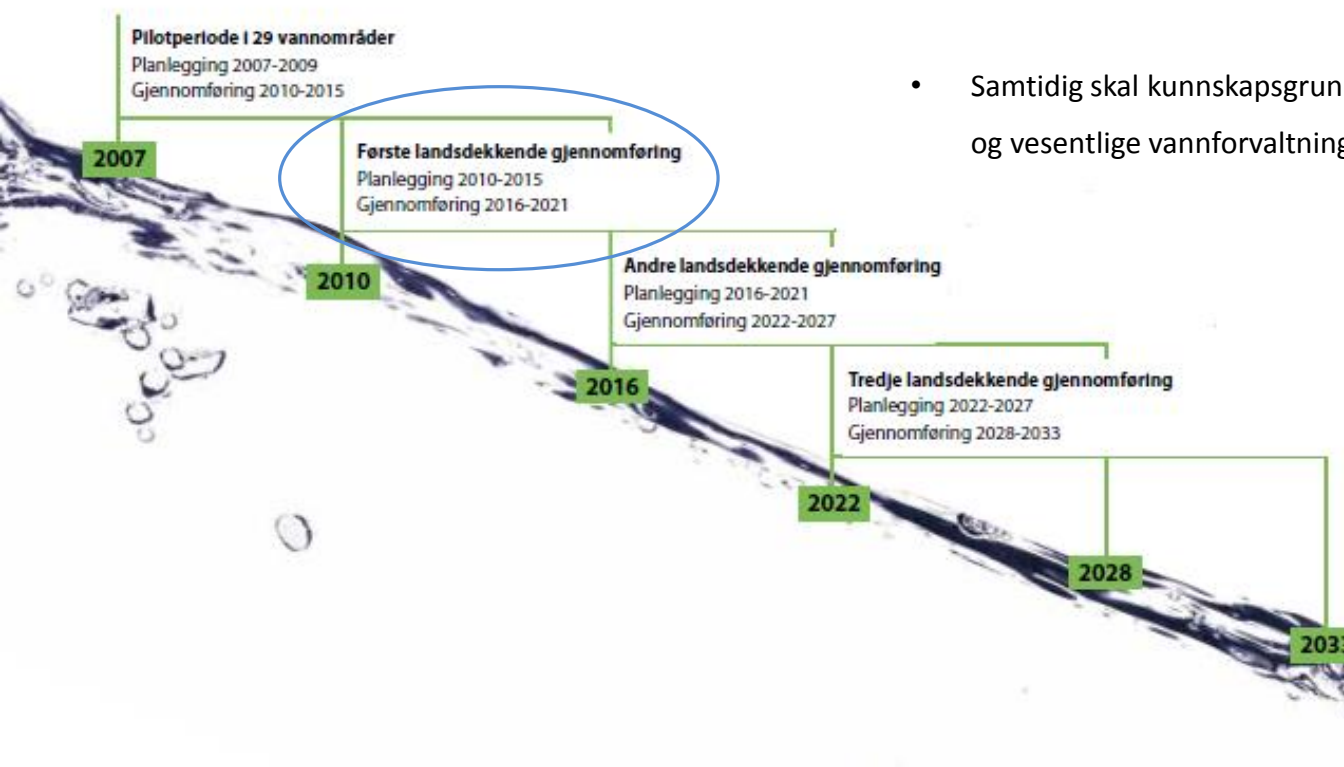 Pilotperiode i 29 vannområder
Planlegging 2007-2009
Gjennomføring 2010-2015
Samtidig skal kunnskapsgrun
og vesentlige vannforvaltning
2007
Første landsdekkende gjennomføring
Planlegging 2010-2015
Gjennomføring 2016-2021
2010
Andre landsdekkende gjennomføring
Planlegging 2016-2021
Gjennomføring 2022-2027
2016
Tredje landsdekkende gjennomføring
Planlegging 2022-2027
Gjennomføring 2028-2033
2022
2028
2033